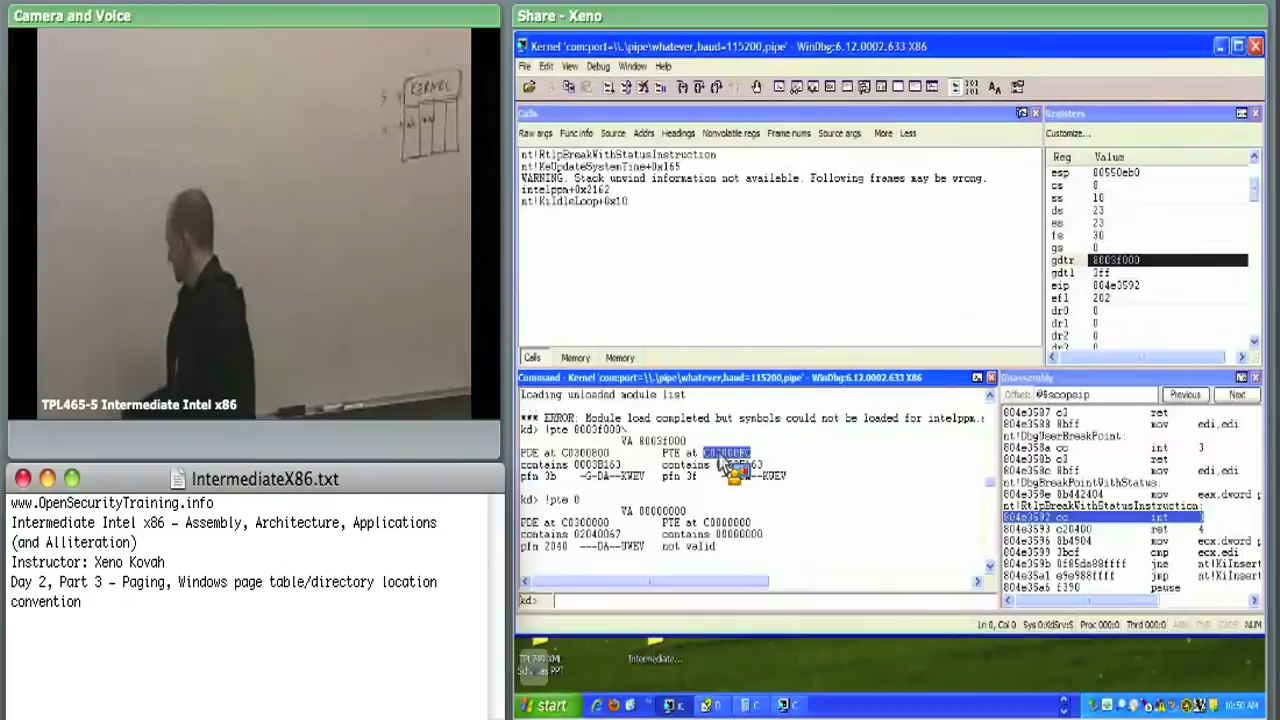 Camera and Voice
KERNEL
TPL465-5 Intermediate Intel x86
IntermediateX86.txt
www.OpenSecurityTraining.info
Intermediate Intel x86 – Assembly, Architecture, Applications
(and Alliteration)
Instructor: Xeno Kovah
Day 2, Part 3 – Paging, Windows page table/directory location
convention
Share - Xeno
Kernel 'com:port=\\.\pipe\whatever,baud=115200,pipe' - WinDbg:6.12.0002.633 X86
File Edit View Debug Window Help
Calls
Raw args Func info Source Addrs Headings Nonvolatile regs Frame nums Source args More Less
nt!RtlpBreakWithStatusInstruction
nt!KeUpdateSystemTime+0x165
WARNING. Stack unwind information not available. Following frames may be wrong.
intelppm+0x2162
nt!KiIdleLoop+0x10
Calls Memory Memory
Registers
Customize...
Reg Value
esp 80550eb0
cs 8
ss 10
ds 23
es 23
fs 30
gs 0
gdtr 8003f000
gdtl 3ff
eip 804e3592
efl 202
dr0 0
dr1 0
dr2 0
Command - Kernel 'com:port=\\.\pipe\whatever,baud=115200,pipe' - WinDbg:6.12.0002.633 X86
Loading unloaded module list
*** ERROR: Module load completed but symbols could not be loaded for intelppm.s
kd> !pte 8003f000\
VA 8003f000
PDE at C0300800 PTE at
contains 0003B163 contains
pfn 3b -G-DA--KWEV pfn 3f
kd> !pte 0
VA 00000000
PDE at C0300000 PTE at C0000000
contains 02040067 contains 00000000
pfn 2040 ---DA--UWEV not valid
kd>
Disassembly
Offset: @$scopeip Previous Next
804e3587 c3 ret
804e3588 8bff mov edi,edi
nt!DbgUserBreakPoint:
804e358a cc int 3
804e358b c3 ret
804e358c 8bff mov edi,edi
nt!DbgBreakPointWithStatus:
804e358e 8b442404 mov eax,dword p
nt!RtlpBreakWithStatusInstruction:
804e3592 cc int 3
804e3593 c20400 ret 4
804e3596 8b4904 mov ecx,dword p
3bcf cmp ecx,edi
804e359b 0f85da88ffff jne nt!KiInser
804e35a1 e9e988ffff jmp nt!KiInser
804e35a6 f390 pause
Ln 0, Col 0 Sys 0:KdSrv:S Proc 000:0 Thrd 000:0 ASM OVR CAPS NUM
Intermediate...
start
10:50 AM